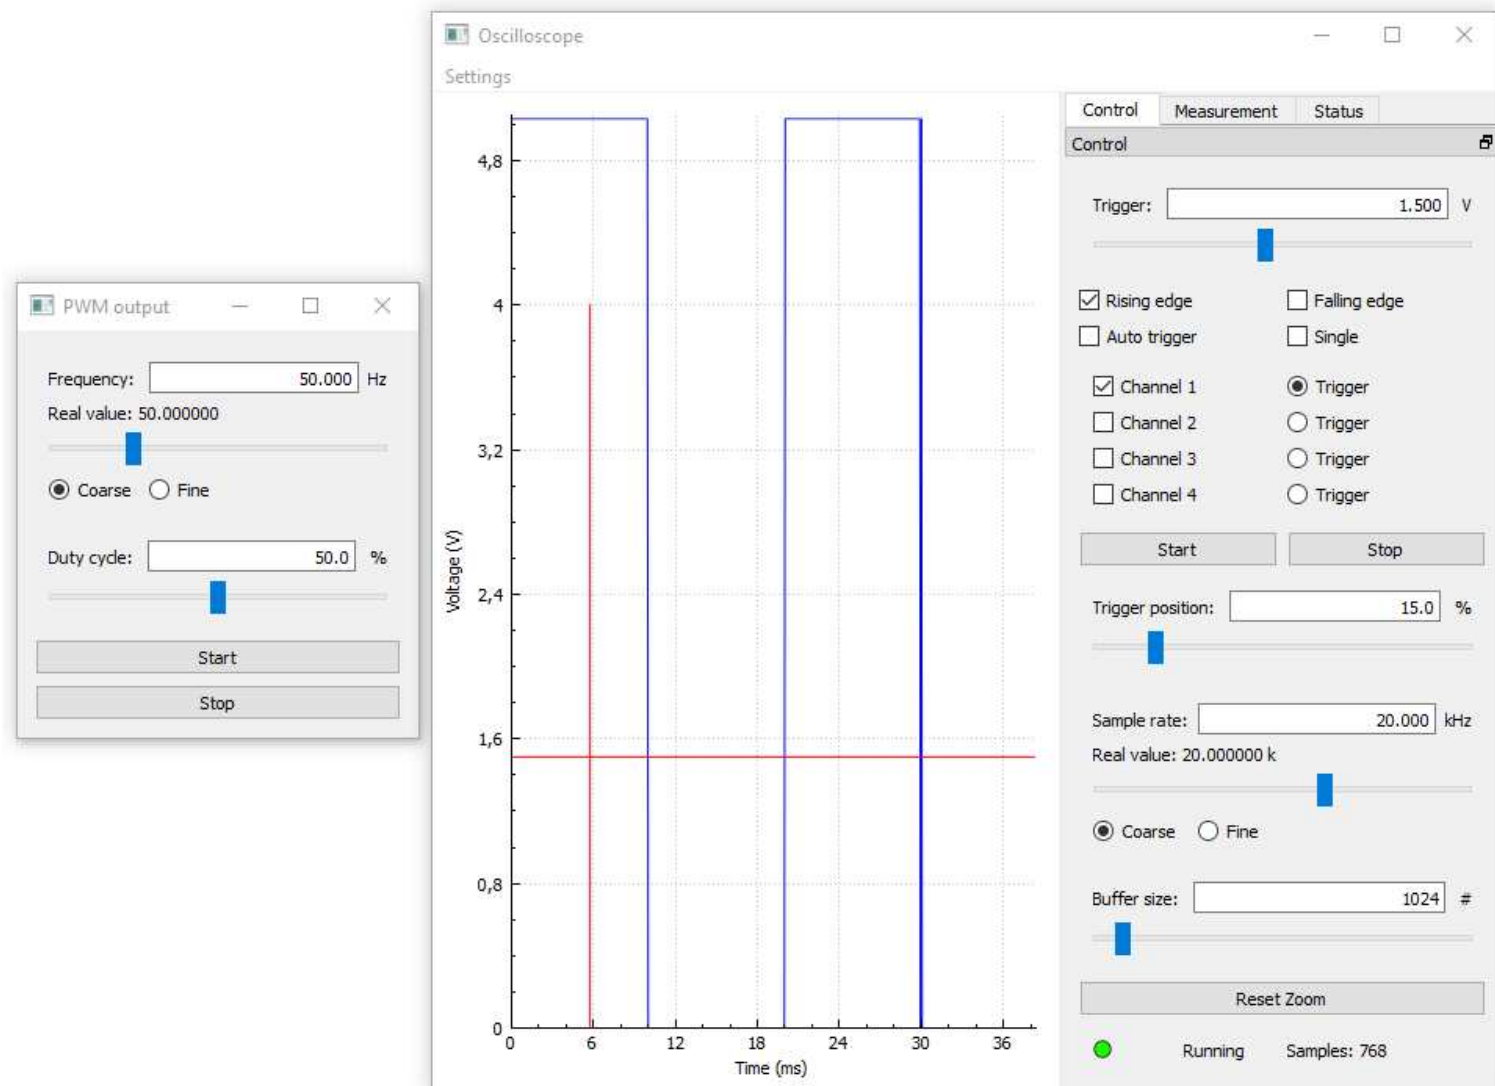 PWM output
Frequency: 50.000 Hz
Real value: 50.000000
Coarse Fine
Duty cycle: 50.0 %
Start
Stop
Oscilloscope
Settings
Voltage (V)
4,8
4
3,2
2,4
1,6
0,8
0
0 6 12 18 24 30 36
Time (ms)
Control Measurement Status
Control
Trigger: 1.500 V
Rising edge Falling edge
Auto trigger Single
Channel 1 Trigger
Channel 2 Trigger
Channel 3 Trigger
Channel 4 Trigger
Start Stop
Trigger position: 15.0 %
Sample rate: 20.000 kHz
Real value: 20.000000 k
Coarse Fine
Buffer size: 1024 #
Reset Zoom
Running Samples: 768